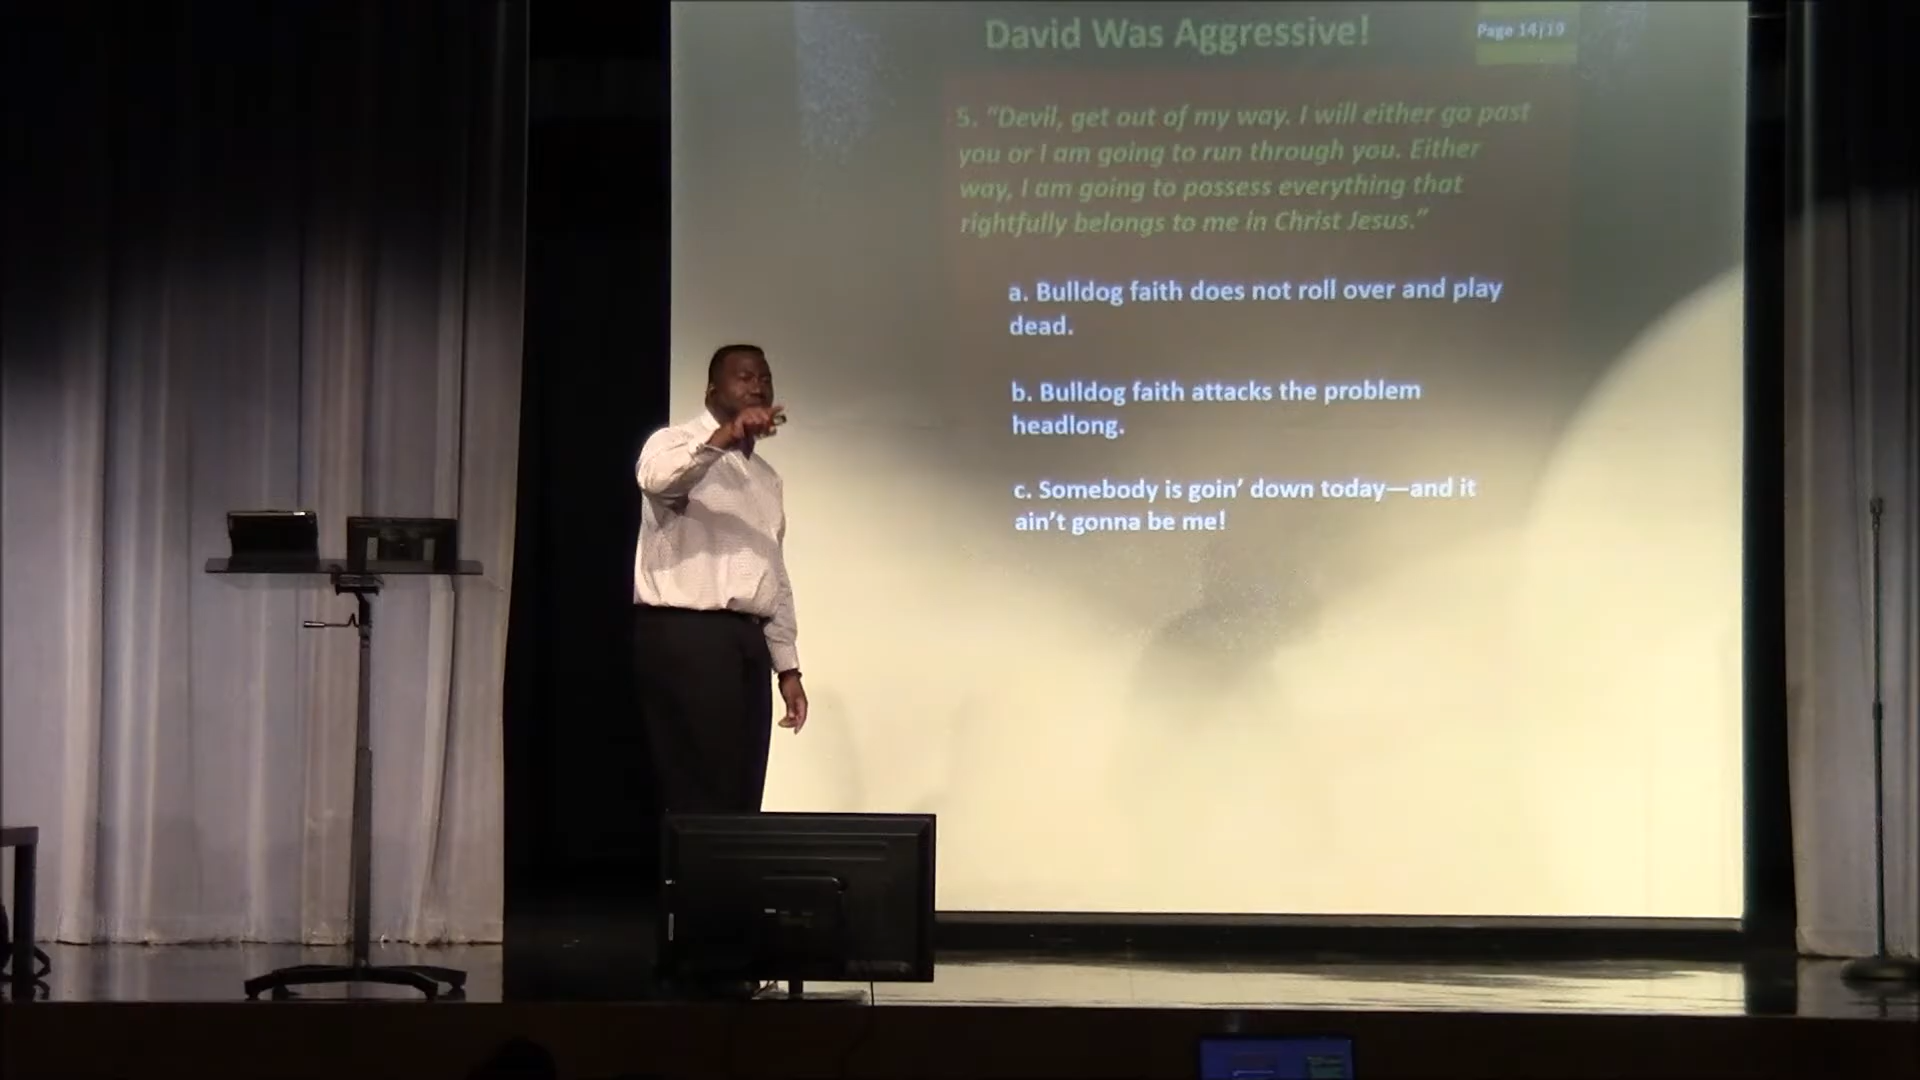 David Was Aggressive!
Page 14/19
5. “Devil, get out of my way. I will either go past
you or I am going to run through you. Either
way, I am going to possess everything that
rightfully belongs to me in Christ Jesus.”
a. Bulldog faith does not roll over and play
dead.
b. Bulldog faith attacks the problem
headlong.
c. Somebody is goin’ down today—and it
ain’t gonna be me!